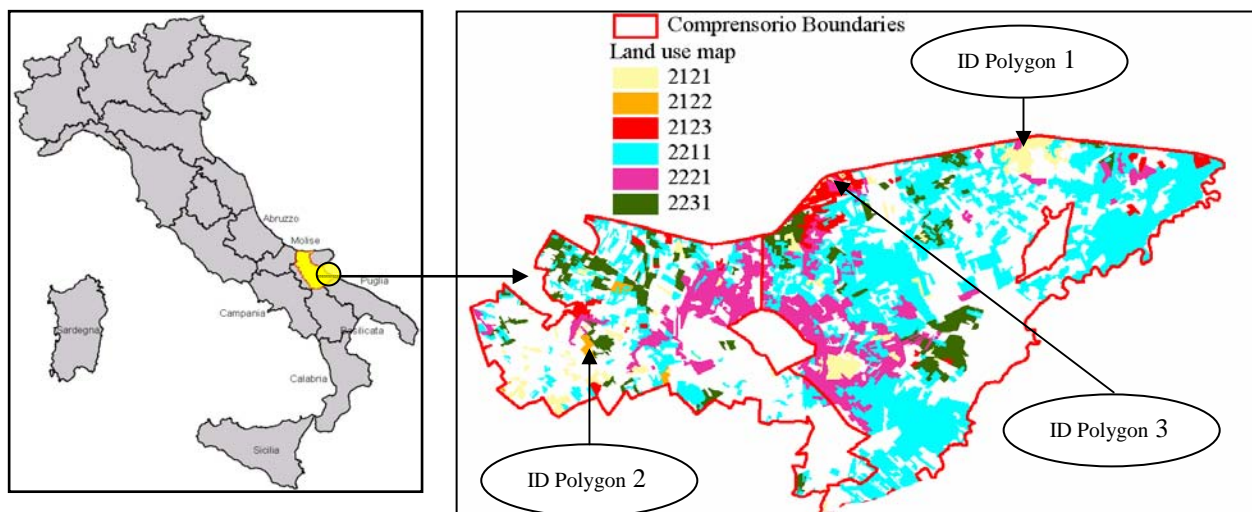 Abruzzo
Molise
Puglia
Campania
Basilicata
Sardegna
Calabria
Sicilia
Comprensorio Boundaries
Land use map
2121
2122
2123
2211
2221
2231
ID Polygon 1
ID Polygon 3
ID Polygon 2